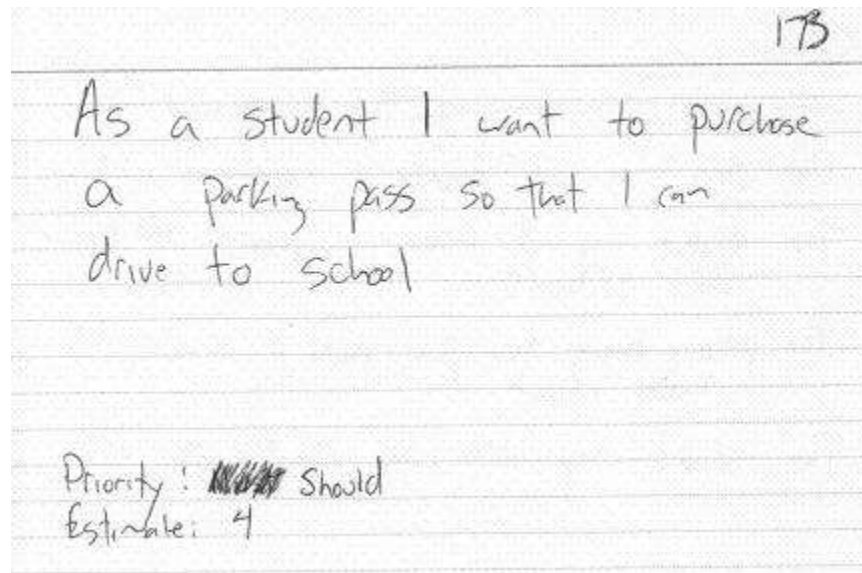 173
As a student I want to purchase
a parking pass so that I can
drive to school
Priority: Should
Estimate: 4